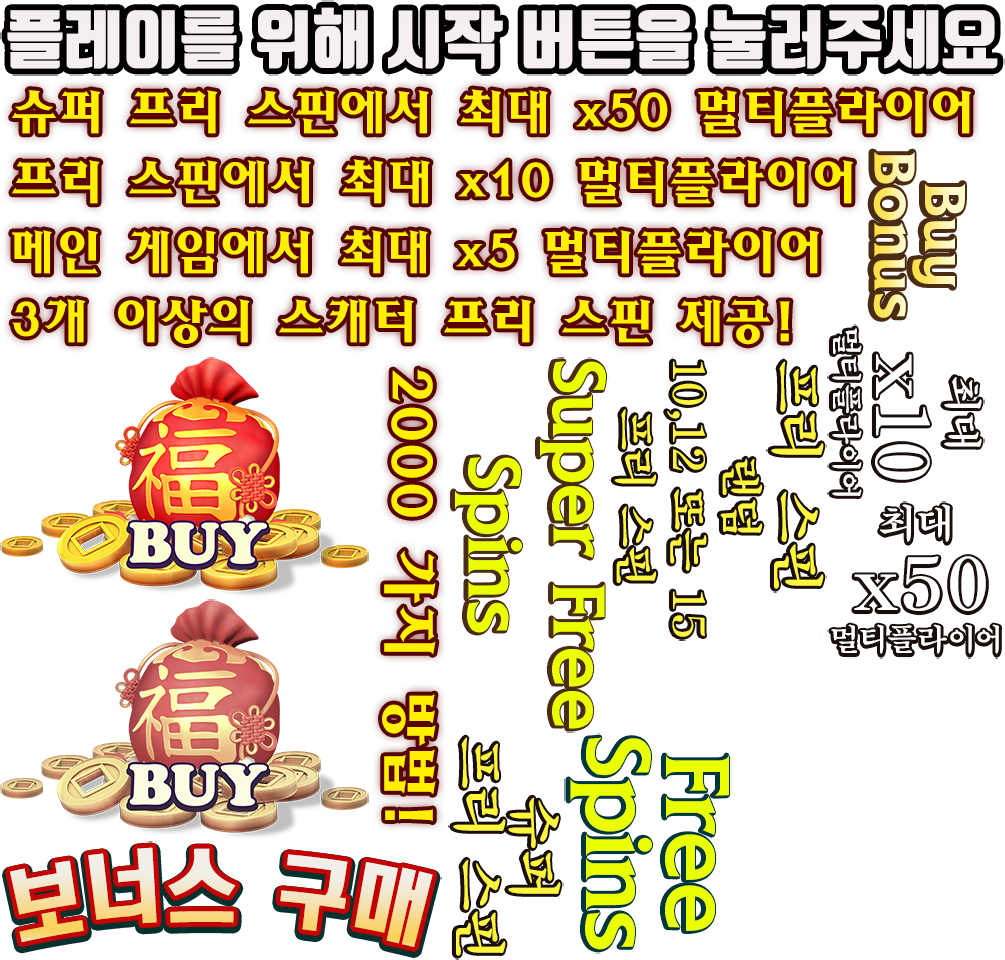 플레이를 위해 시작 버튼을 눌러주세요
슈퍼 프리 스핀에서 최대 x50 멀티플라이어
프리 스핀에서 최대 x10 멀티플라이어
메인 게임에서 최대 x5 멀티플라이어
3개 이상의 스캐터 프리 스핀 제공!
Buy
Bonus
福
BUY
福
BUY
보너스 구매
2000 가지 방법!
Super Free
Spins
슈퍼
프리 스핀
Free
Spins
10,12 또는 15
프리 스핀
프리 스핀
랜덤
최대
x10
멀티플라이어
최대
x50
멀티플라이어